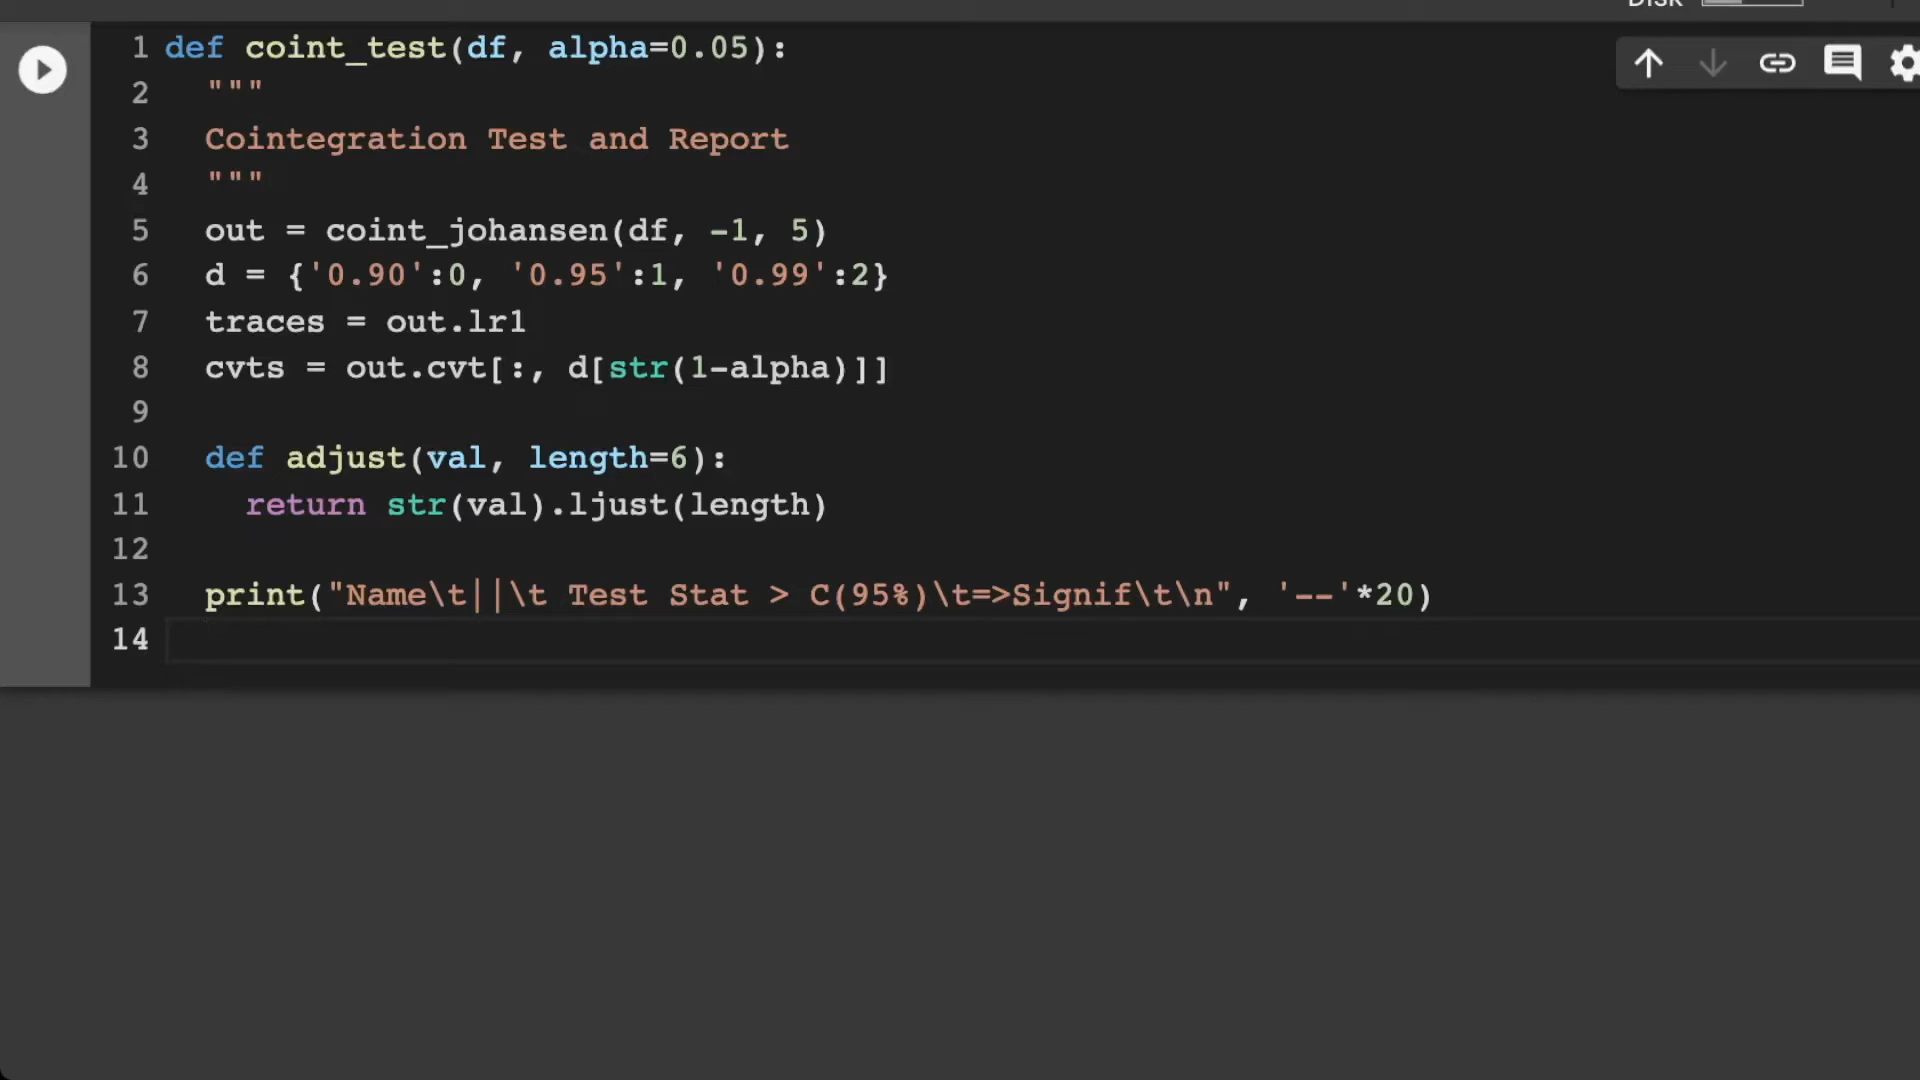 Disk
1 def coint_test(df, alpha=0.05):
2   """
3   Cointegration Test and Report
4   """
5   out = coint_johansen(df, -1, 5)
6   d = {'0.90':0, '0.95':1, '0.99':2}
7   traces = out.lr1
8   cvts = out.cvt[:, d[str(1-alpha)]]
9
10   def adjust(val, length=6):
11     return str(val).ljust(length)
12
13   print("Name\t||\t Test Stat > C(95%)\t=>Signif\t\n", '--'*20)
14